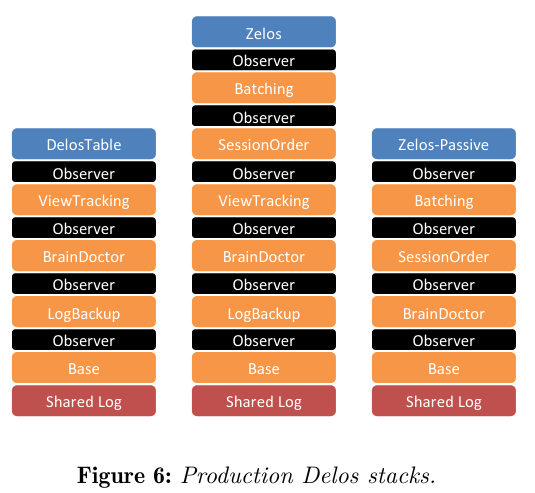 DelosTable
Observer
ViewTracking
Observer
BrainDoctor
Observer
LogBackup
Observer
Base
Shared Log
Zelos
Observer
Batching
Observer
SessionOrder
Observer
ViewTracking
Observer
BrainDoctor
Observer
LogBackup
Observer
Base
Shared Log
Zelos-Passive
Observer
Batching
Observer
SessionOrder
Observer
BrainDoctor
Observer
Base
Shared Log
Figure 6: Production Delos stacks.